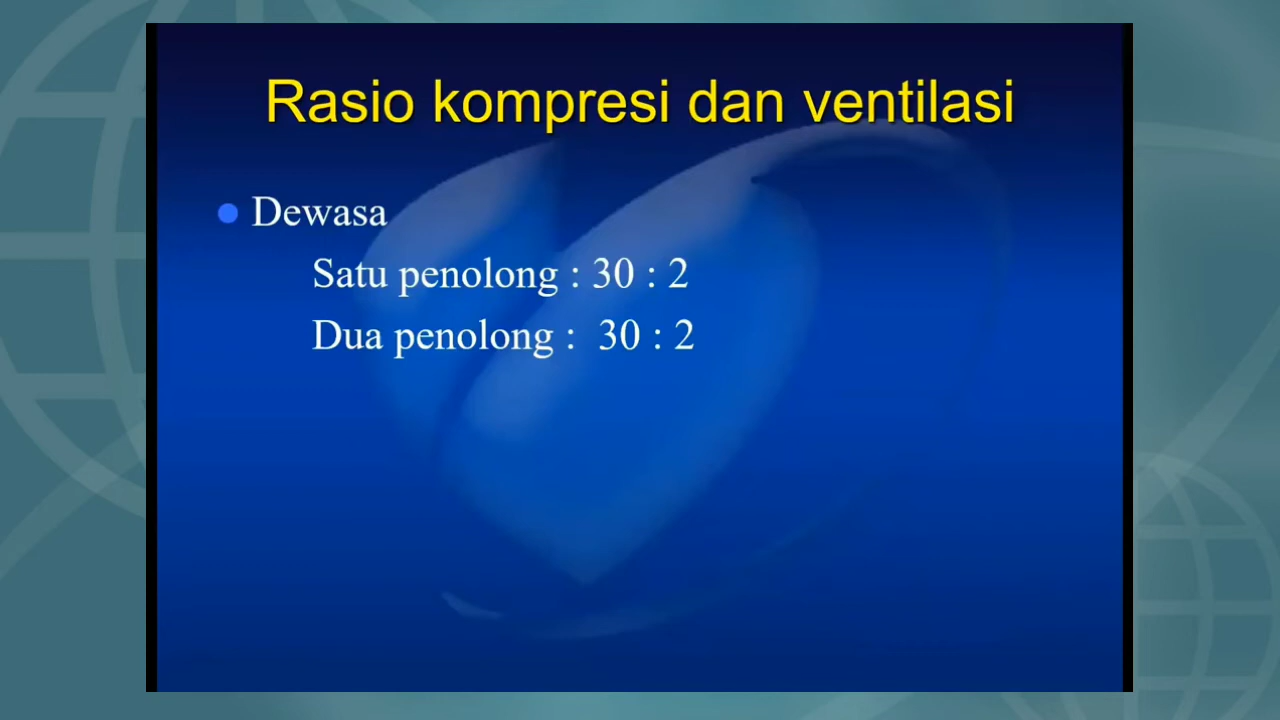 Rasio kompresi dan ventilasi
Dewasa
Satu penolong : 30 : 2
Dua penolong : 30 : 2